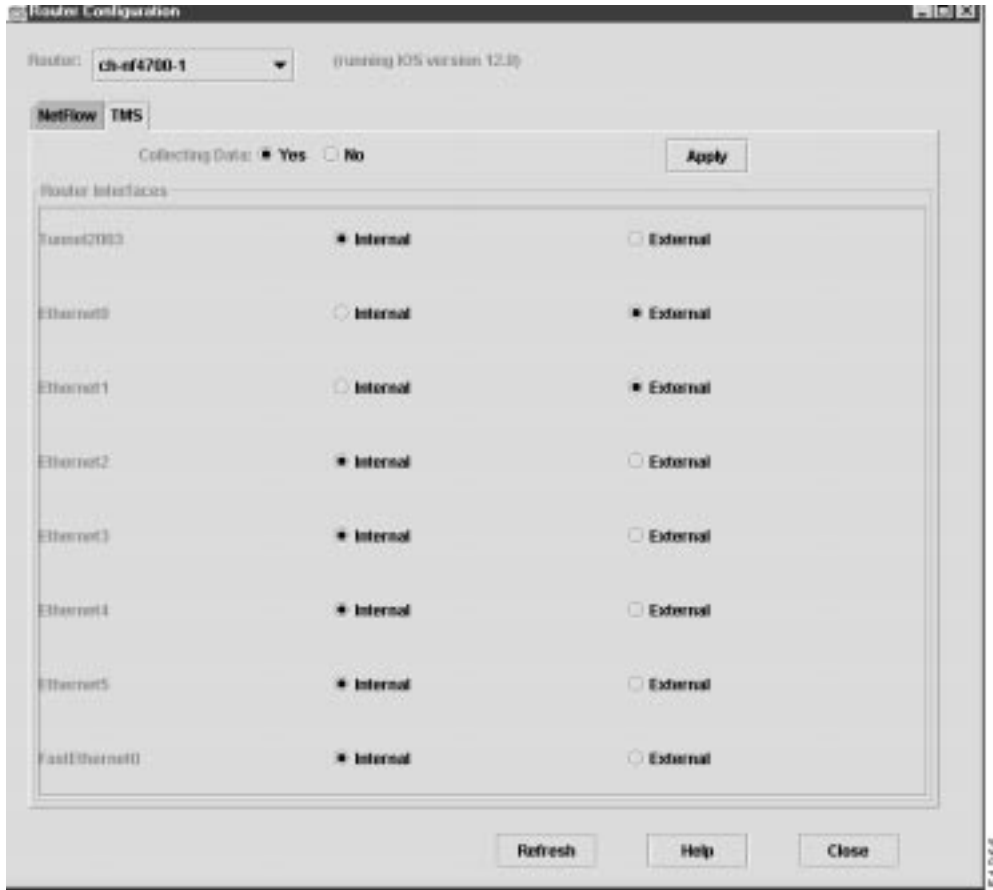 Router Configuration
Router: ch-nf4700-1 (running IOS version 12.0)
NetFlow TMS
Collecting Data: Yes No Apply
Router Interfaces
Tunnel2003 Internal External
Ethernet0 Internal External
Ethernet1 Internal External
Ethernet2 Internal External
Ethernet3 Internal External
Ethernet4 Internal External
Ethernet5 Internal External
FastEthernet0 Internal External
Refresh Help Close